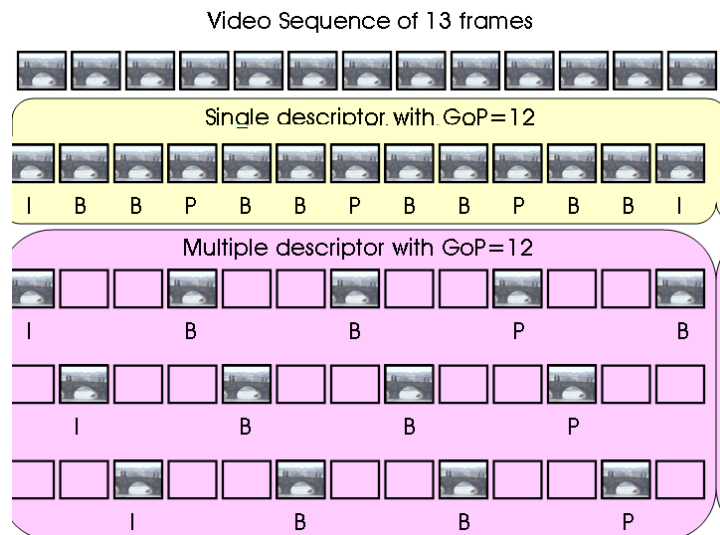 Video Sequence of 13 frames
Single descriptor with GoP=12
I B B P B B P B B P B B I
Multiple descriptor with GoP=12
I B B P B
I B B P
I B B P